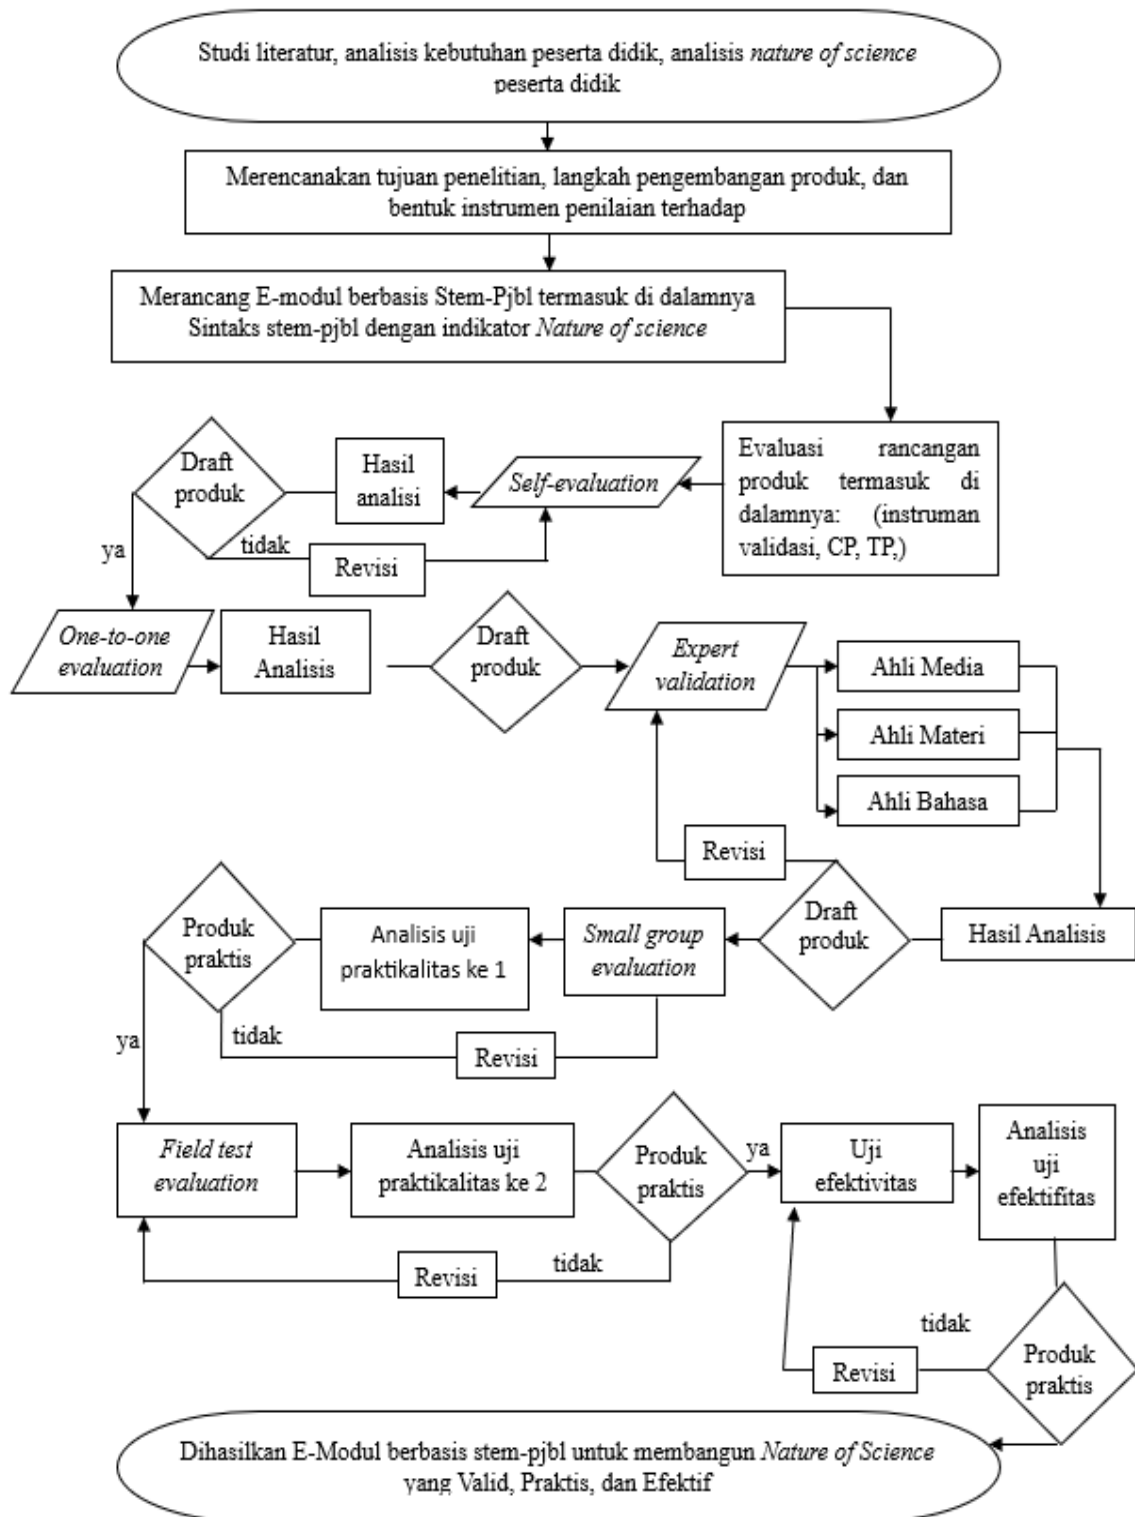 Studi literatur, analisis kebutuhan peserta didik, analisis nature of science
peserta didik
Merencanakan tujuan penelitian, langkah pengembangan produk, dan
bentuk instrumen penilaian terhadap
Merancang E-modul berbasis Stem-Pjbl termasuk di dalamnya
Sintaks stem-pjbl dengan indikator Nature of science
Evaluasi rancangan
produk termasuk di
dalamnya: (instruman
validasi, CP, TP,)
Self-evaluation
Hasil
analisi
Draft
produk
tidak
Revisi
ya
One-to-one
evaluation
Hasil
Analisis
Draft
produk
Expert
validation
Ahli Media
Ahli Materi
Ahli Bahasa
Hasil Analisis
Draft
produk
Revisi
Small group
evaluation
Analisis uji
praktikalitas ke 1
Produk
praktis
tidak
Revisi
ya
Field test
evaluation
Analisis uji
praktikalitas ke 2
Produk
praktis
tidak
Revisi
ya
Uji
efektivitas
Analisis
uji
efektifitas
Produk
praktis
tidak
Revisi
Dihasilkan E-Modul berbasis stem-pjbl untuk membangun Nature of Science
yang Valid, Praktis, dan Efektif